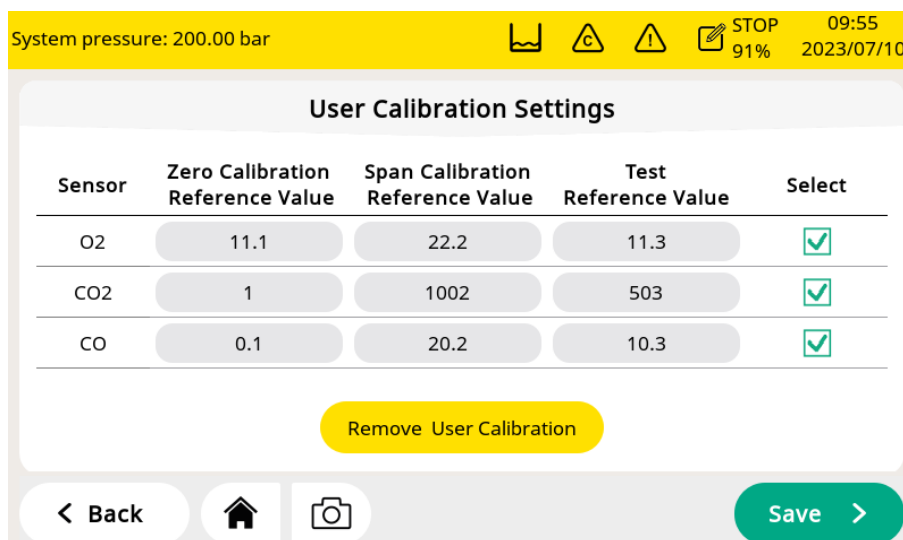 System pressure: 200.00 bar
C
!
STOP
91%
09:55
2023/07/10
User Calibration Settings
Sensor
Zero Calibration
Reference Value
Span Calibration
Reference Value
Test
Reference Value
Select
O2 11.1 22.2 11.3
CO2 1 1002 503
CO 0.1 20.2 10.3
Remove User Calibration
Back
Save